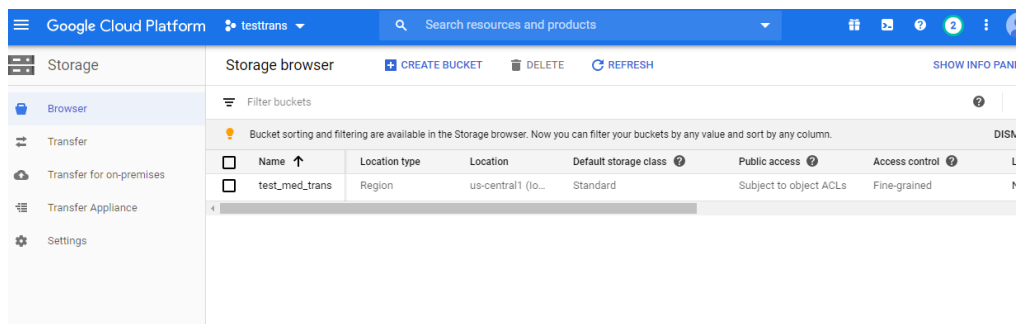 Google Cloud Platform testtrans Search resources and products 2
Storage
Storage browser CREATE BUCKET DELETE REFRESH SHOW INFO PAN
Browser
Transfer
Transfer for on-premises
Transfer Appliance
Settings
Filter buckets
Bucket sorting and filtering are available in the Storage browser. Now you can filter your buckets by any value and sort by any column. DISM
Name Location type Location Default storage class Public access Access control L
test_med_trans Region us-central1 (Io... Standard Subject to object ACLs Fine-grained